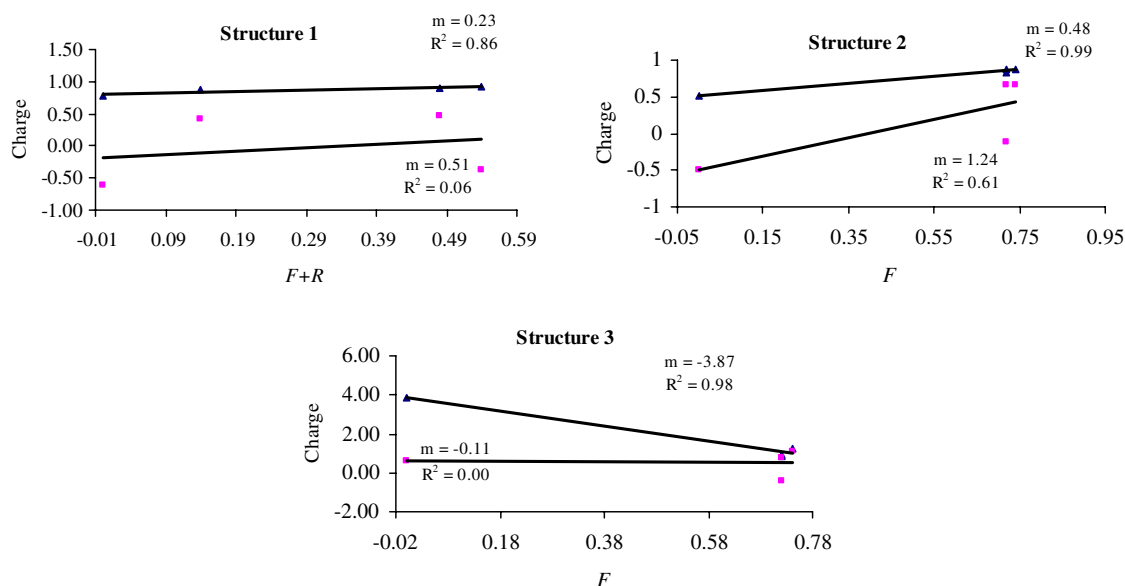 Structure 1
m = 0.23
R² = 0.86
1.50
1.00
0.50
0.00
-0.50
-1.00
Charge
m = 0.51
R² = 0.06
-0.01 0.09 0.19 0.29 0.39 0.49 0.59
F+R
Structure 2
m = 0.48
R² = 0.99
1
0.5
0
-0.5
-1
Charge
m = 1.24
R² = 0.61
-0.05 0.15 0.35 0.55 0.75 0.95
F
Structure 3
m = -3.87
R² = 0.98
6.00
4.00
2.00
0.00
-2.00
Charge
m = -0.11
R² = 0.00
-0.02 0.18 0.38 0.58 0.78
F